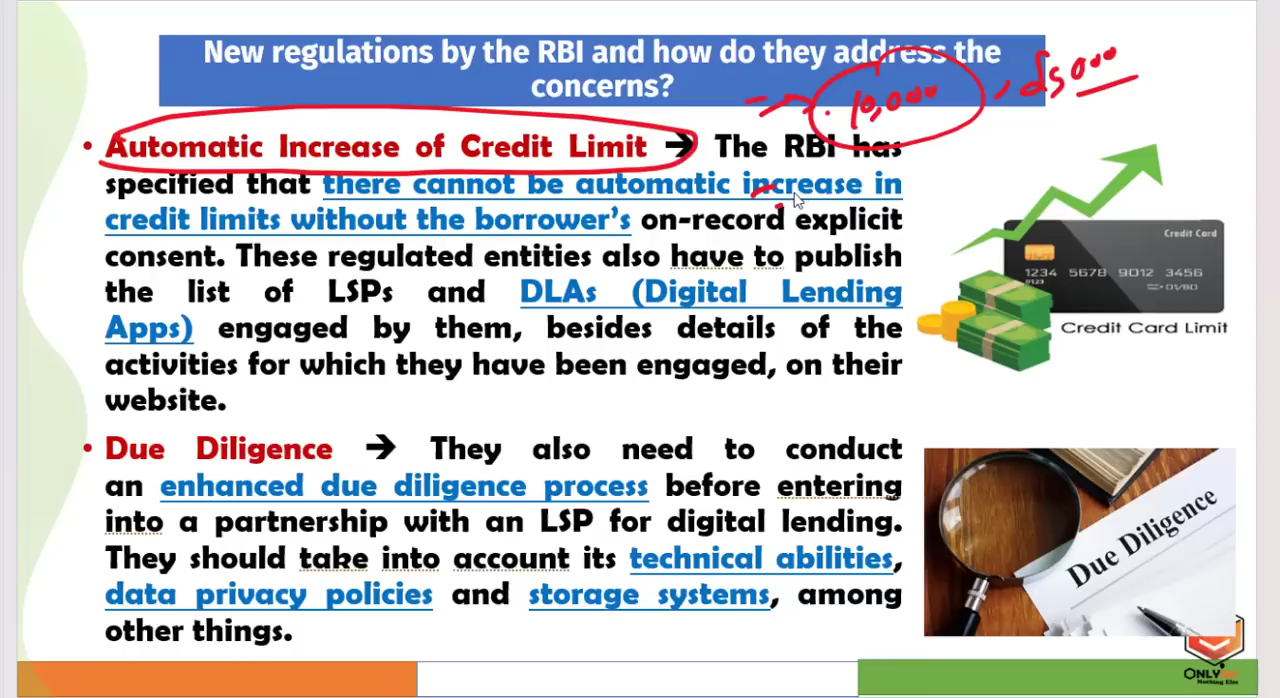 New regulations by the RBI and how do they address the
concerns?
10,000 , 25000
• Automatic Increase of Credit Limit → The RBI has
specified that there cannot be automatic increase in
credit limits without the borrower's on-record explicit
consent. These regulated entities also have to publish
the list of LSPs and DLAs (Digital Lending
Apps) engaged by them, besides details of the
activities for which they have been engaged, on their
website.
Credit Card
1234 5678 9012 3456
0123
01/80
Credit Card Limit
• Due Diligence → They also need to conduct
an enhanced due diligence process before entering
into a partnership with an LSP for digital lending.
They should take into account its technical abilities,
data privacy policies and storage systems, among
other things.
Due Diligence
Nothing Else